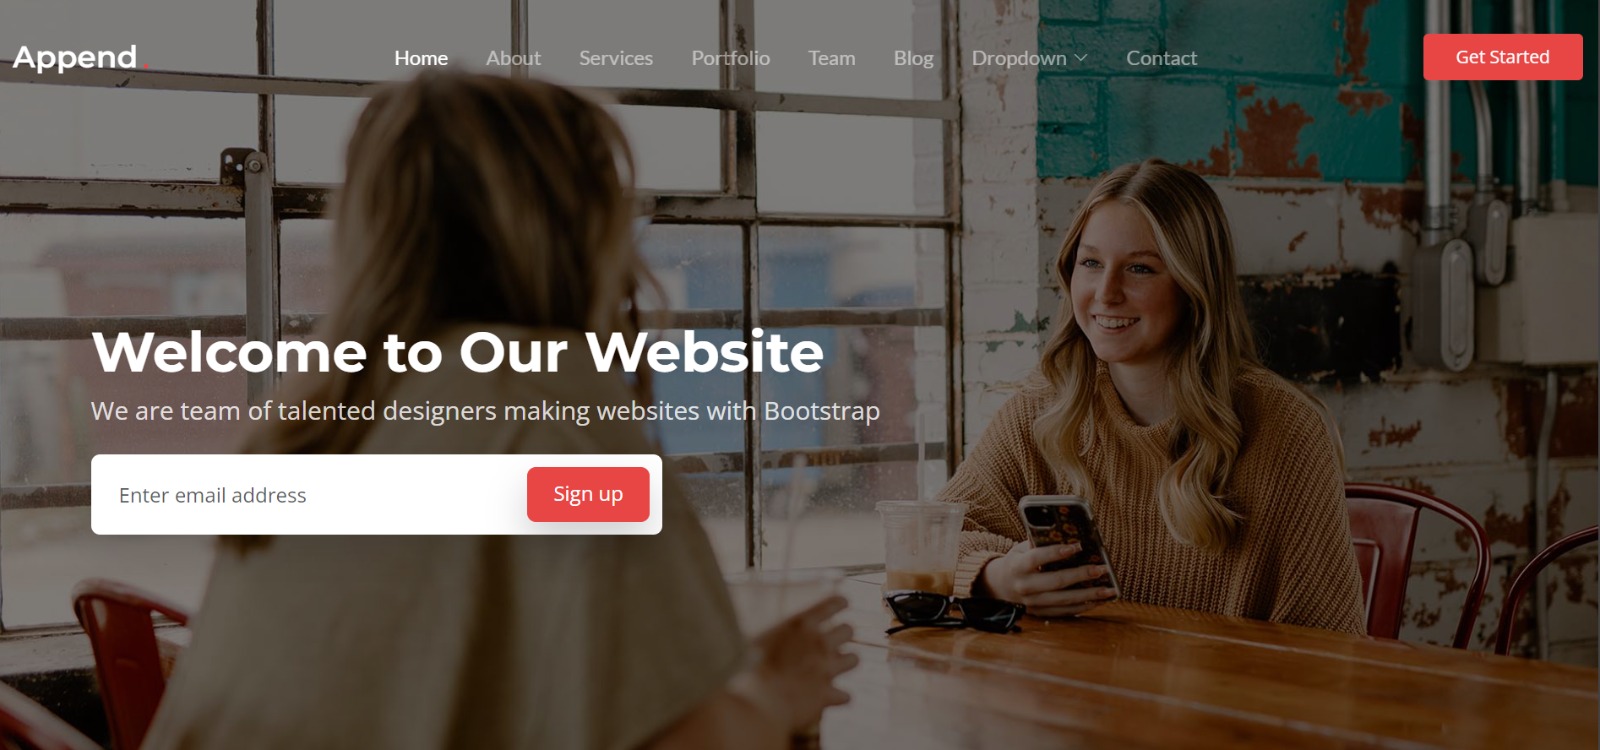 Append.
Home About Services Portfolio Team Blog Dropdown Contact
Get Started
Welcome to Our Website
We are team of talented designers making websites with Bootstrap
Enter email address
Sign up